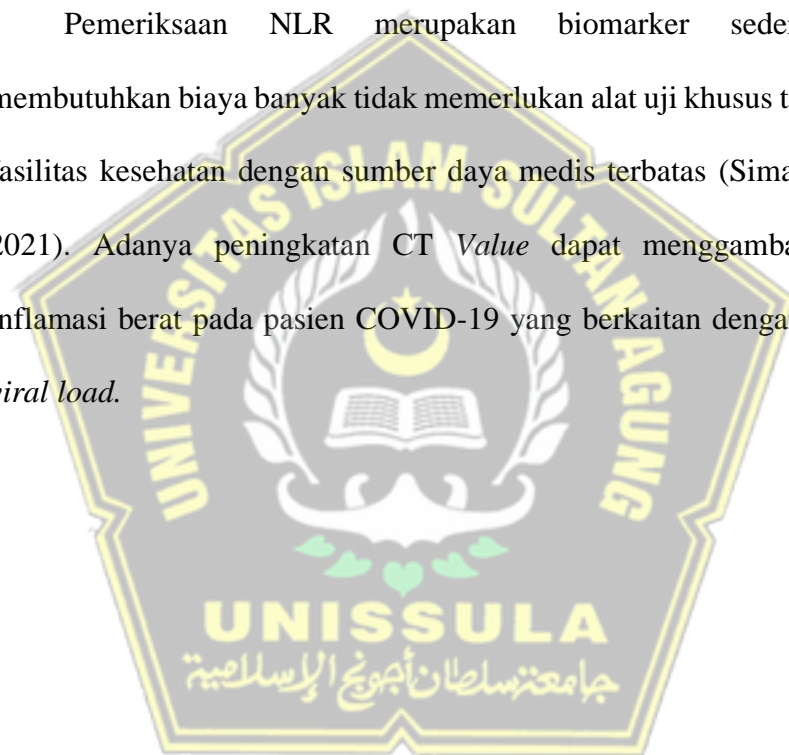 Pemeriksaan NLR merupakan biomarker seder
membutuhkan biaya banyak tidak memerlukan alat uji khusus t
fasilitas kesehatan dengan sumber daya medis terbatas (Sima
2021). Adanya peningkatan CT Value dapat menggamba
inflamasi berat pada pasien COVID-19 yang berkaitan denga
viral load.
UNIVERSITAS ISLAM SULTAN AGUNG
UNISSULA
جامعة سلطان أجونج الإسلامية